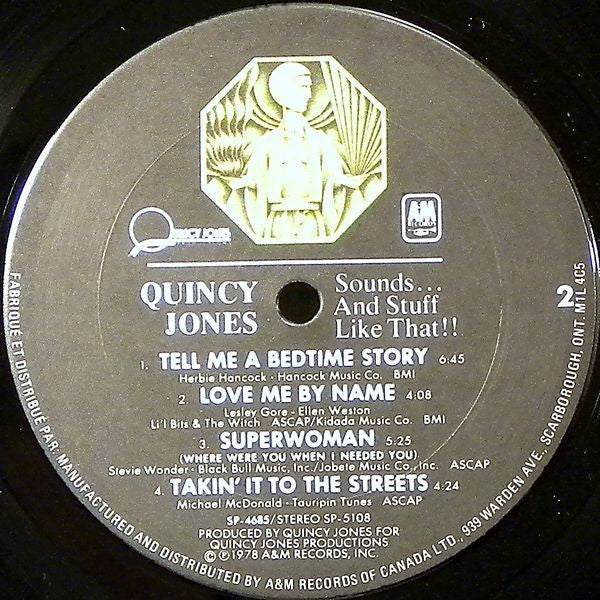 QUINCY JONES
A&M
RECORDS
QUINCY
JONES
Sounds...
And Stuff
Like That!!
2
1. TELL ME A BEDTIME STORY 6:45
Herbie Hancock - Hancock Music Co. BMI
2. LOVE ME BY NAME 4:08
Lesley Gore - Ellen Weston
Li'l Bits & The Witch ASCAP/Kidada Music Co. BMI
3. SUPERWOMAN 5:25
(WHERE WERE YOU WHEN I NEEDED YOU)
Stevie Wonder - Black Bull Music, Inc./Jobete Music Co., Inc. ASCAP
4. TAKIN' IT TO THE STREETS 4:24
Michael McDonald - Tauripin Tunes ASCAP
SP-4685/STEREO SP-5108
PRODUCED BY QUINCY JONES FOR
QUINCY JONES PRODUCTIONS
©℗1978 A&M RECORDS, INC.
FABRIQUÉ ET DISTRIBUÉ PAR: MANUFACTURED AND DISTRIBUTED BY A&M RECORDS OF CANADA LTD., 939 WARDEN AVE., SCARBOROUGH, ONT. M1L 4C5